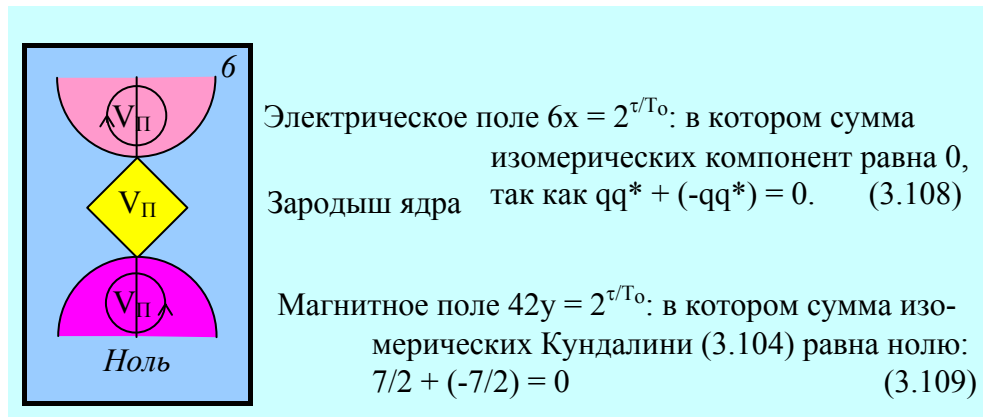 6
V_П
Электрическое поле 6x = 2^{τ/T_o}: в котором сумма
изомерических компонент равна 0,
V_П
Зародыш ядра
так как qq* + (-qq*) = 0. (3.108)
V_П
Магнитное поле 42y = 2^{τ/T_o}: в котором сумма изо-
мерических Кундалини (3.104) равна нолю:
Ноль
7/2 + (-7/2) = 0 (3.109)